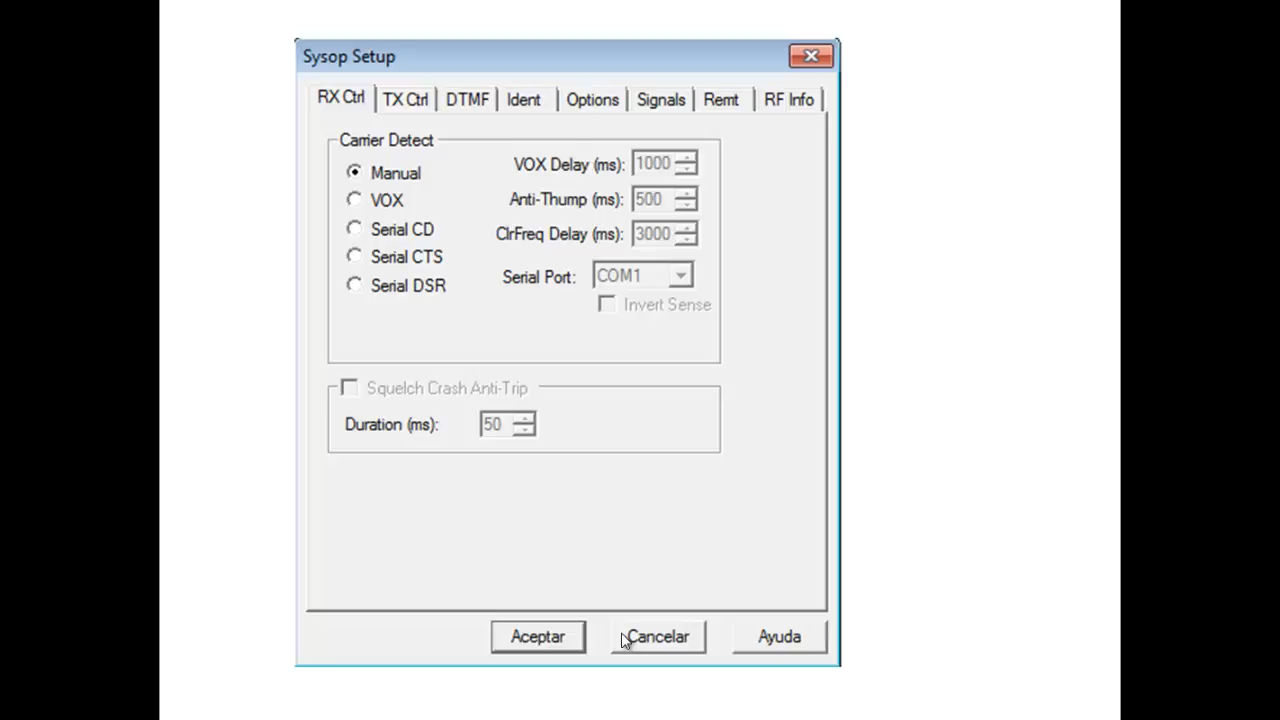 Sysop Setup
RX Ctrl TX Ctrl DTMF Ident Options Signals Remt RF Info
Carrier Detect
Manual VOX Delay (ms): 1000
VOX Anti-Thump (ms): 500
Serial CD ClrFreq Delay (ms): 3000
Serial CTS Serial Port: COM1
Serial DSR Invert Sense
Squelch Crash Anti-Trip
Duration (ms): 50
Aceptar Cancelar Ayuda